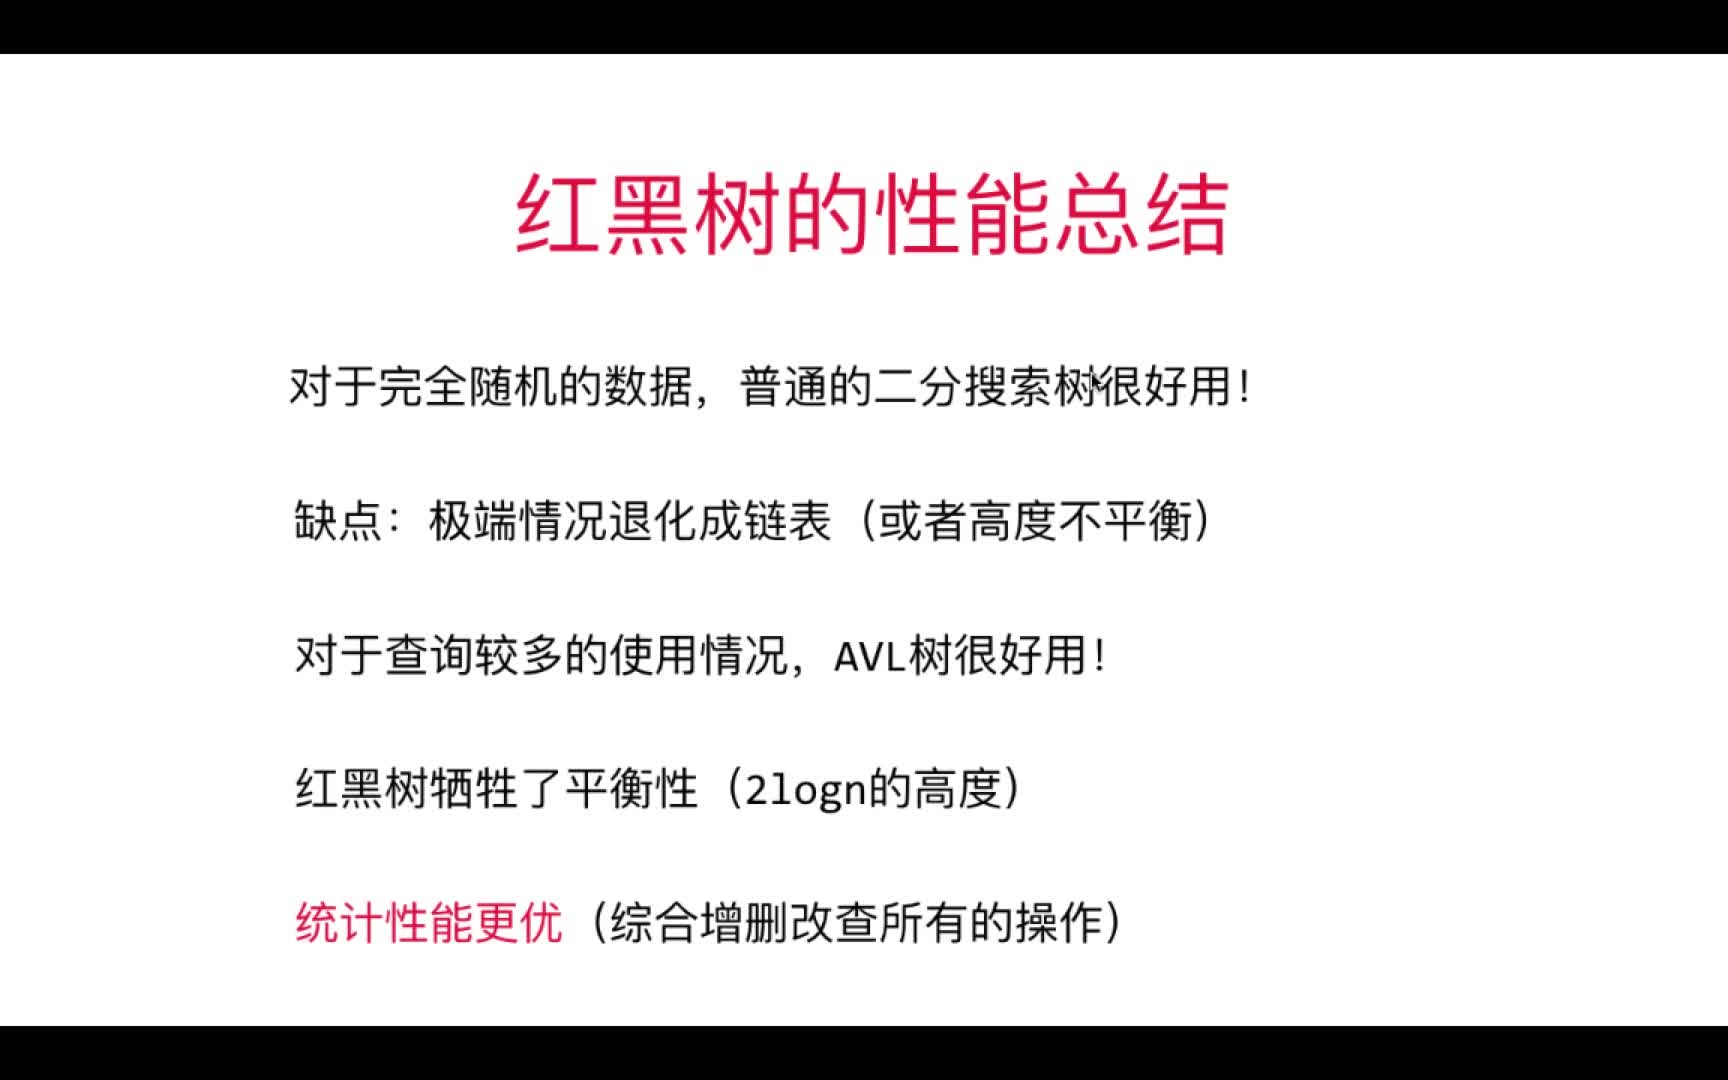 红黑树的性能总结
对于完全随机的数据，普通的二分搜索树很好用！
缺点：极端情况退化成链表（或者高度不平衡）
对于查询较多的使用情况，AVL树很好用！
红黑树牺牲了平衡性（2logn的高度）
统计性能更优（综合增删改查所有的操作）